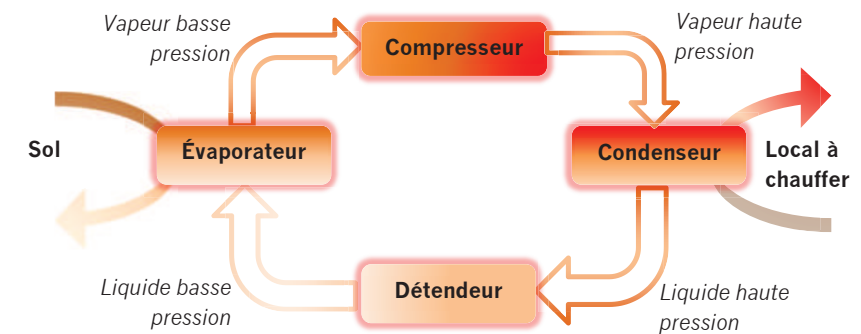 Vapeur basse
pression
Compresseur
Vapeur haute
pression
Sol
Évaporateur
Condenseur
Local à
chauffer
Liquide basse
pression
Détendeur
Liquide haute
pression